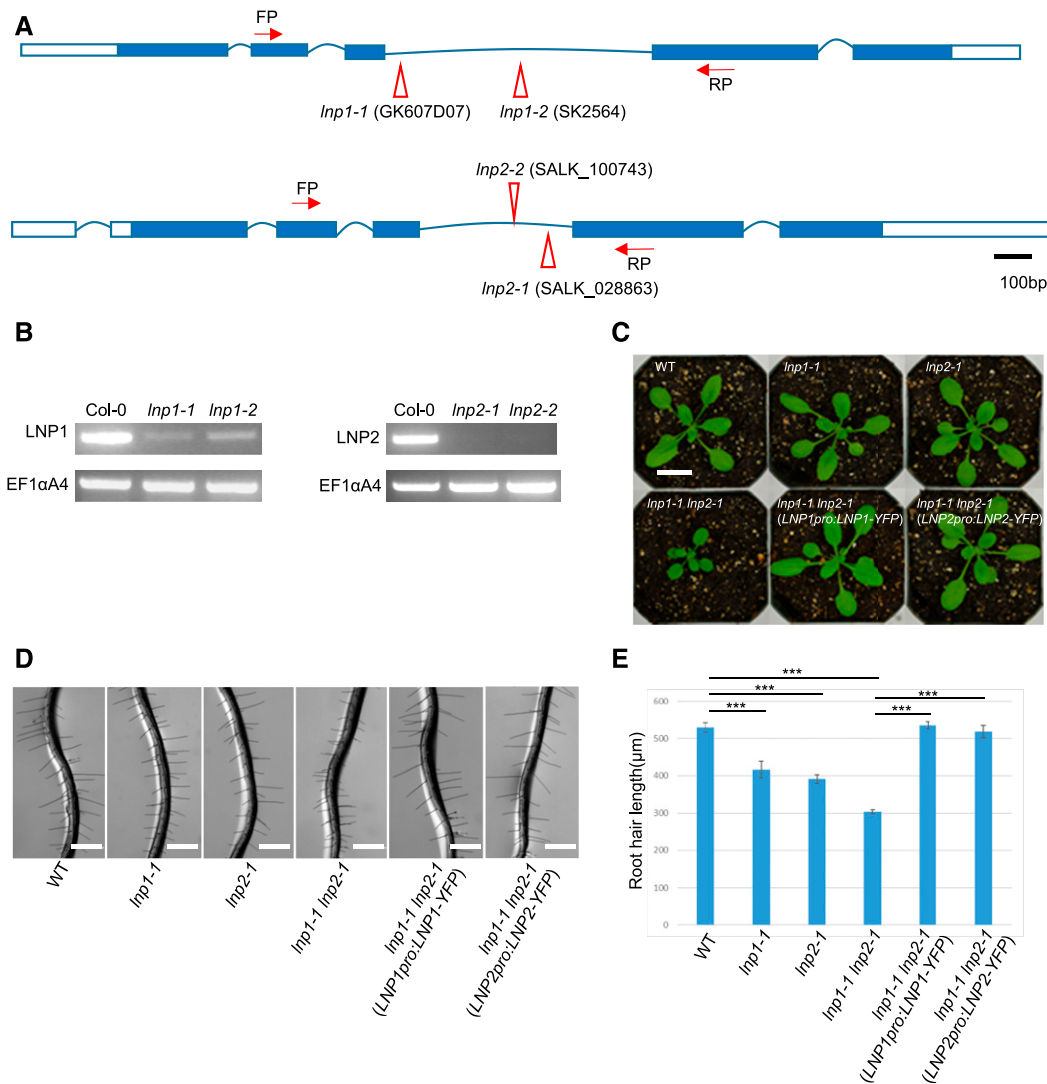 A
FP
RP
lnp1-1 (GK607D07)
lnp1-2 (SK2564)
lnp2-2 (SALK_100743)
FP
RP
lnp2-1 (SALK_028863)
100bp
B
Col-0 lnp1-1 lnp1-2
LNP1
EF1αA4
Col-0 lnp2-1 lnp2-2
LNP2
EF1αA4
C
WT
lnp1-1
lnp2-1
lnp1-1 lnp2-1
lnp1-1 lnp2-1
(LNP1pro:LNP1-YFP)
lnp1-1 lnp2-1
(LNP2pro:LNP2-YFP)
D
WT
lnp1-1
lnp2-1
lnp1-1 lnp2-1
lnp1-1 lnp2-1
(LNP1pro:LNP1-YFP)
lnp1-1 lnp2-1
(LNP2pro:LNP2-YFP)
E
***
***
***
***
***
Root hair length(µm)
600
500
400
300
200
100
0
WT
lnp1-1
lnp2-1
lnp1-1 lnp2-1
lnp1-1 lnp2-1
(LNP1pro:LNP1-YFP)
lnp1-1 lnp2-1
(LNP2pro:LNP2-YFP)